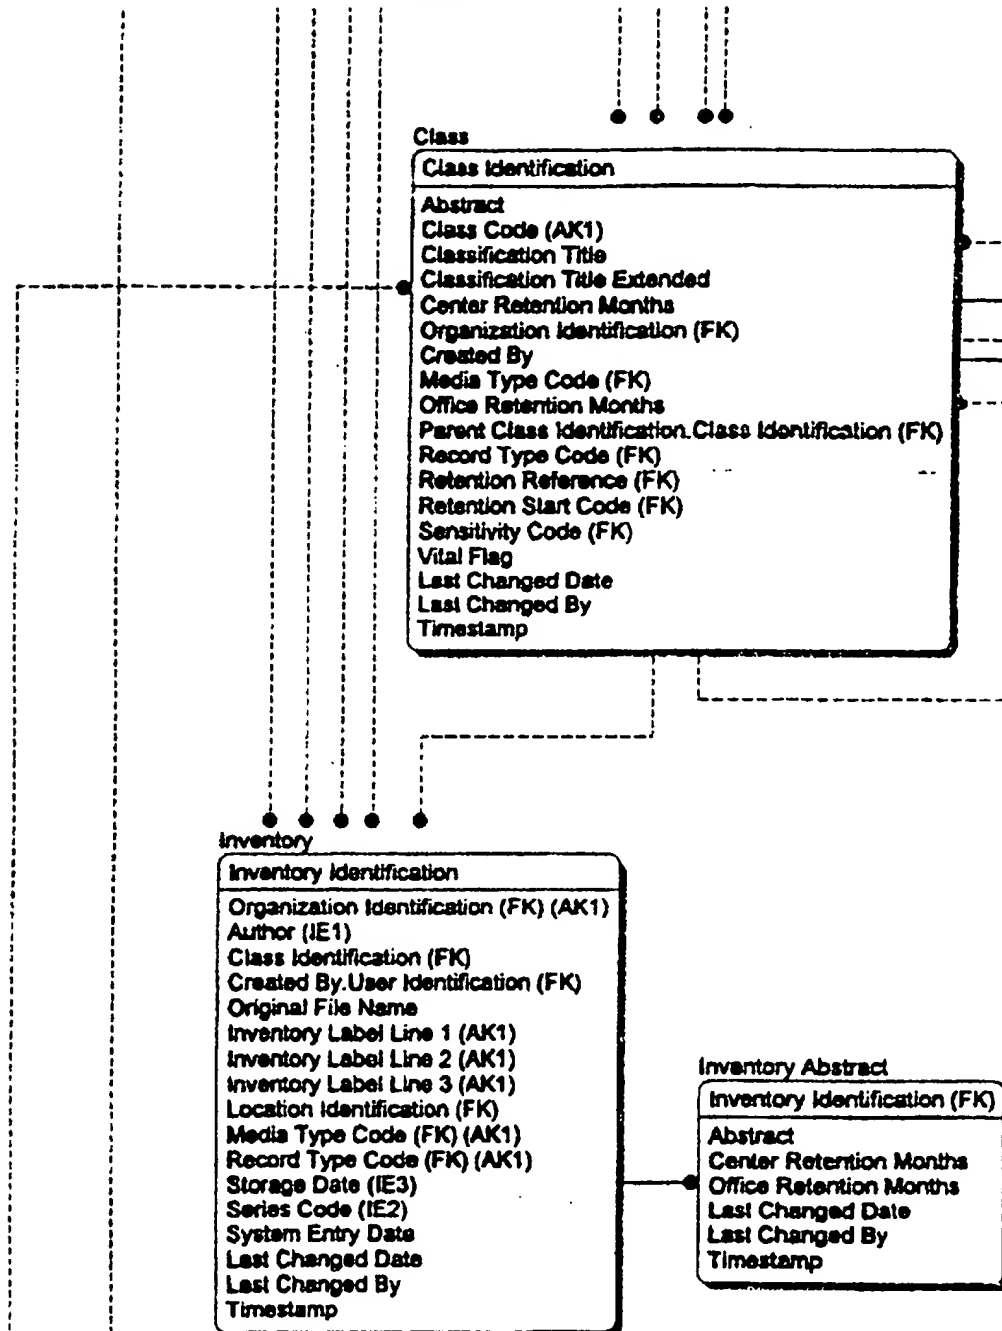 Class
Class Identification
Abstract
Class Code (AK1)
Classification Title
Classification Title Extended
Center Retention Months
Organization Identification (FK)
Created By
Media Type Code (FK)
Office Retention Months
Parent Class Identification.Class Identification (FK)
Record Type Code (FK)
Retention Reference (FK)
Retention Start Code (FK)
Sensitivity Code (FK)
Vital Flag
Last Changed Date
Last Changed By
Timestamp
Inventory
Inventory Identification
Organization Identification (FK) (AK1)
Author (IE1)
Class Identification (FK)
Created By.User Identification (FK)
Original File Name
Inventory Label Line 1 (AK1)
Inventory Label Line 2 (AK1)
Inventory Label Line 3 (AK1)
Location Identification (FK)
Media Type Code (FK) (AK1)
Record Type Code (FK) (AK1)
Storage Date (IE3)
Series Code (IE2)
System Entry Date
Last Changed Date
Last Changed By
Timestamp
Inventory Abstract
Inventory Identification (FK)
Abstract
Center Retention Months
Office Retention Months
Last Changed Date
Last Changed By
Timestamp